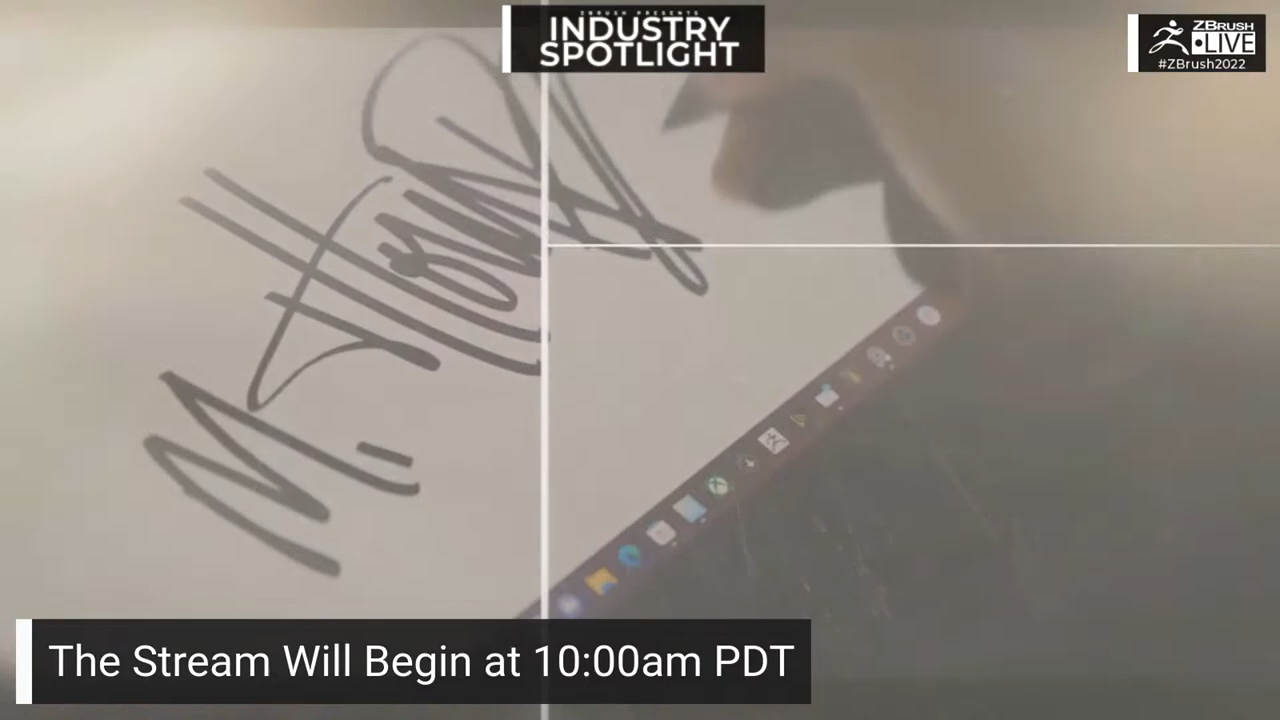 ZBRUSH PRESENTS
INDUSTRY
SPOTLIGHT
ZBRUSH
LIVE
#ZBrush2022
M.
The Stream Will Begin at 10:00am PDT